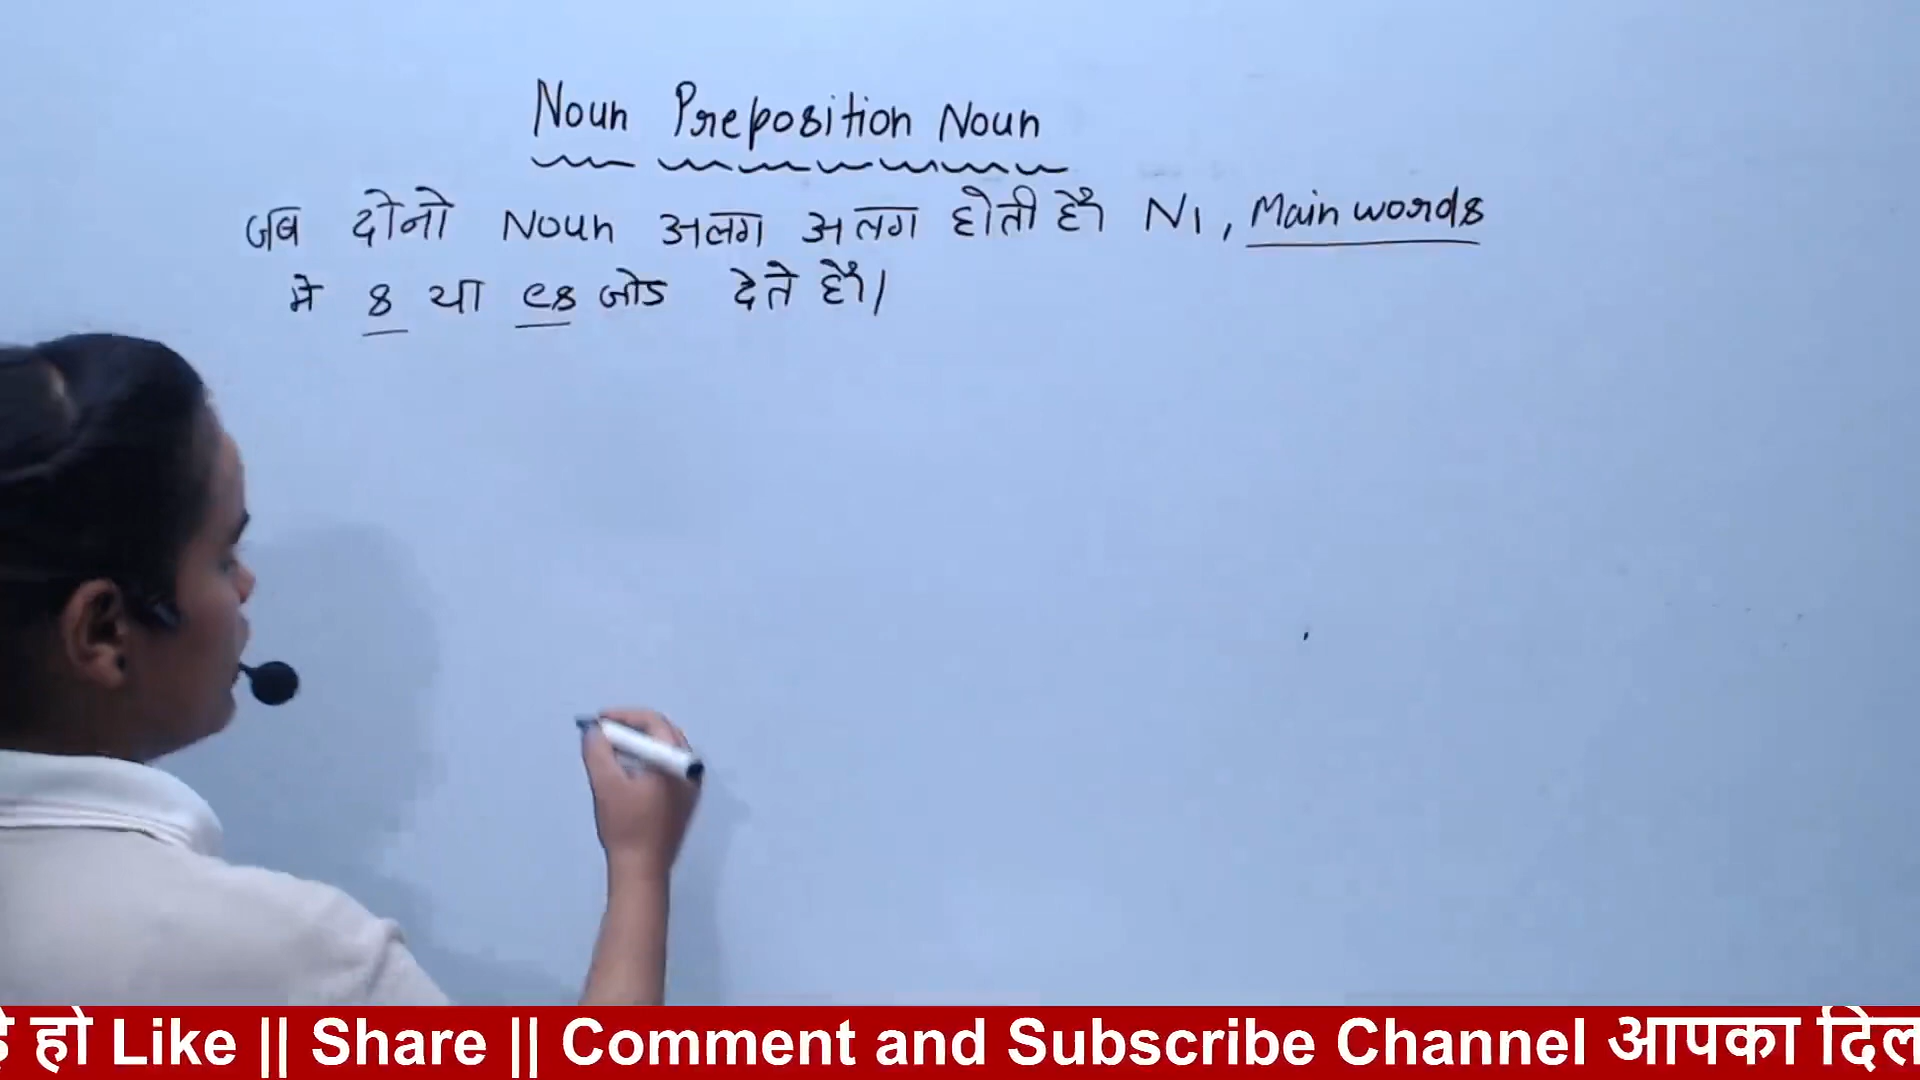 Noun Preposition Noun
जब दोनो Noun अलग अलग होती हैं N1, Main words
मे s या es जोड देते हैं।
हो Like || Share || Comment and Subscribe Channel आपका दिल